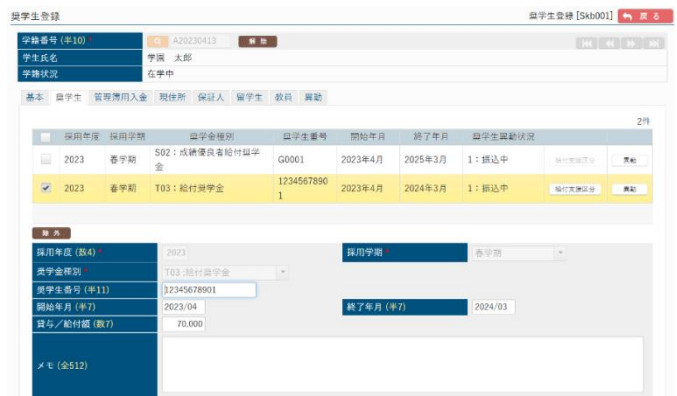 奨学生登録 奨学生登録 [Skb001] 戻る
学籍番号 (半10)* A20230413 解除
学生氏名 学園 太郎
学籍状況 在学中
基本 奨学生 管理簿用入金 現住所 保証人 留学生 教員 異動
2件
採用年度 採用学期 奨学金種別 奨学生番号 開始年月 終了年月 奨学生異動状況
2023 春学期 S02：成績優良者給付奨学金 G0001 2023年4月 2025年3月 1：振込中 給付支援区分 異動
2023 春学期 T03：給付奨学金 12345678901 2023年4月 2024年3月 1：振込中 給付支援区分 異動
除外
採用年度 (数4)* 2023 採用学期* 春学期
奨学金種別* T03:給付奨学金
奨学生番号 (半11) 12345678901
開始年月 (半7) 2023/04 終了年月 (半7) 2024/03
貸与／給付額 (数7) 70,000
メモ (全512)